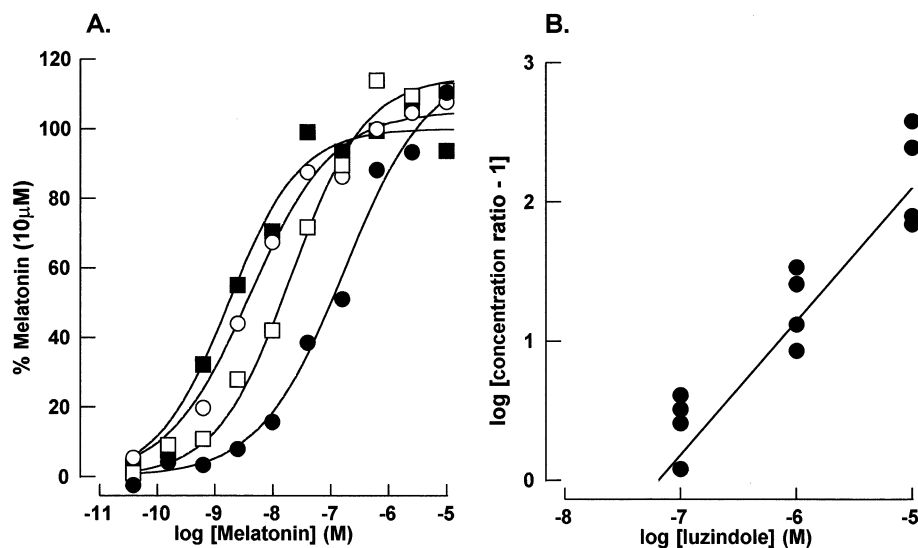 A.
% Melatonin (10µM)
120
100
80
60
40
20
0
-11 -10 -9 -8 -7 -6 -5
log [Melatonin] (M)
B.
log [concentration ratio - 1]
3
2
1
0
-8 -7 -6 -5
log [luzindole] (M)